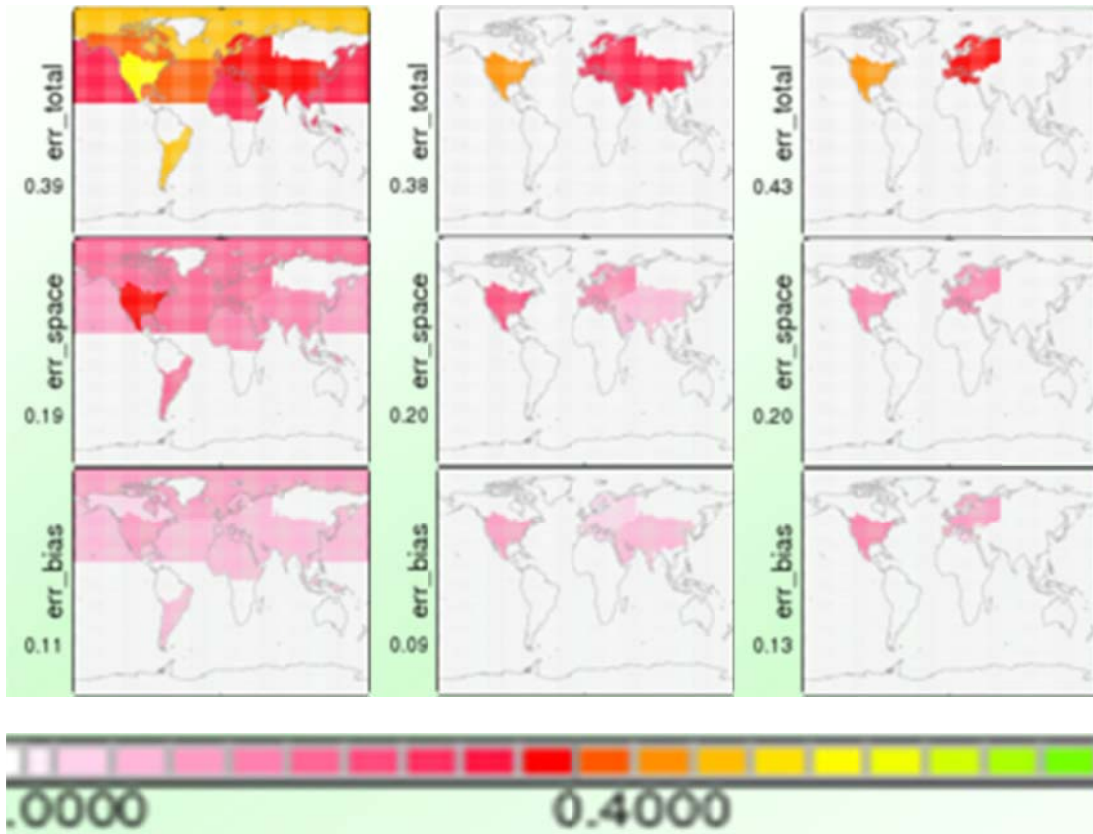 err_total
0.39
err_total
0.38
err_total
0.43
err_space
0.19
err_space
0.20
err_space
0.20
err_bias
0.11
err_bias
0.09
err_bias
0.13
.0000
0.4000